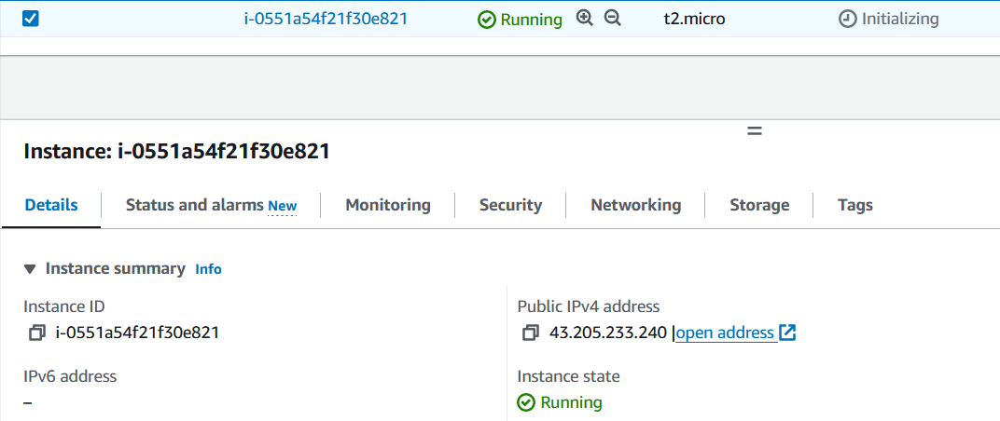 i-0551a54f21f30e821 Running t2.micro Initializing
Instance: i-0551a54f21f30e821
Details Status and alarms New Monitoring Security Networking Storage Tags
Instance summary Info
Instance ID Public IPv4 address
i-0551a54f21f30e821 43.205.233.240 |open address
IPv6 address Instance state
– Running